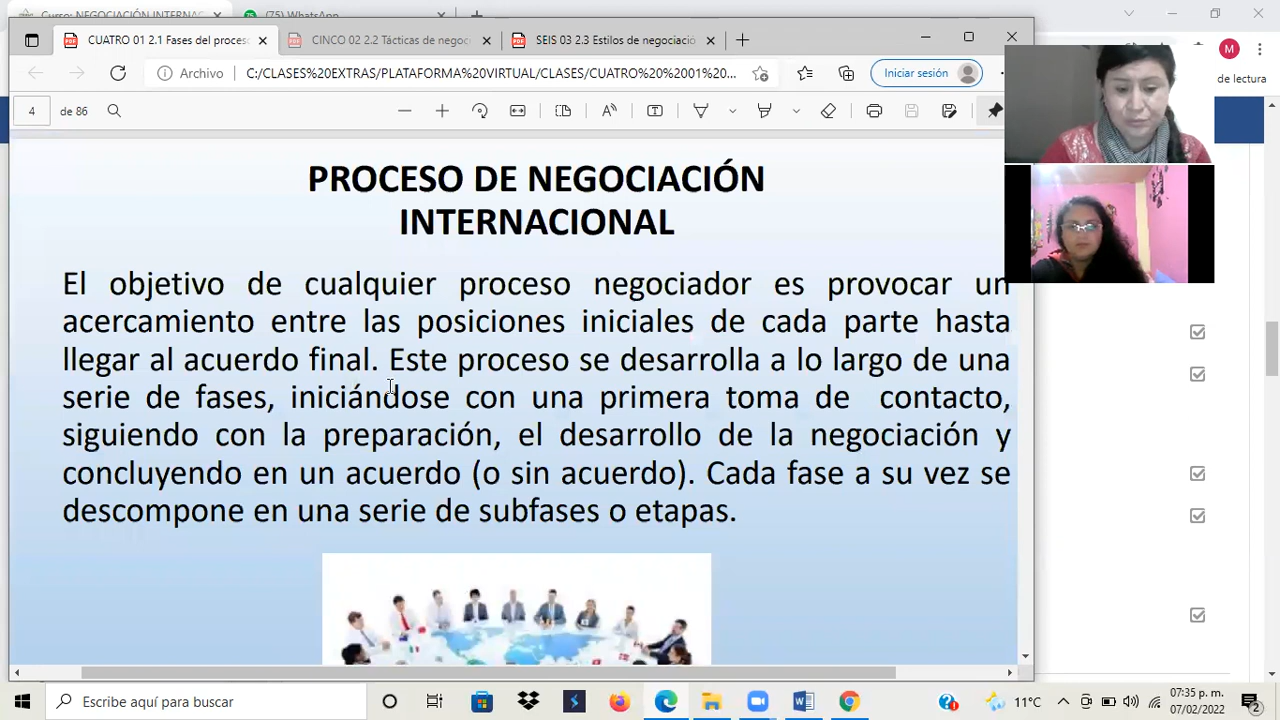 Curso: NEGOCIACIÓN INTERNAC
(75) WhatsApp
CUATRO 01 2.1 Fases del proces
CINCO 02 2.2 Tácticas de negoc
SEIS 03 2.3 Estilos de negociació
Archivo
C:/CLASES%20EXTRAS/PLATAFORMA%20VIRTUAL/CLASES/CUATRO%20%2001%20...
Iniciar sesión
M
4 de 86
de lectura
PROCESO DE NEGOCIACIÓN
INTERNACIONAL
El objetivo de cualquier proceso negociador es provocar un
acercamiento entre las posiciones iniciales de cada parte hasta
llegar al acuerdo final. Este proceso se desarrolla a lo largo de una
serie de fases, iniciándose con una primera toma de contacto,
siguiendo con la preparación, el desarrollo de la negociación y
concluyendo en un acuerdo (o sin acuerdo). Cada fase a su vez se
descompone en una serie de subfases o etapas.
Escribe aquí para buscar
11°C
07:35 p. m.
07/02/2022
2